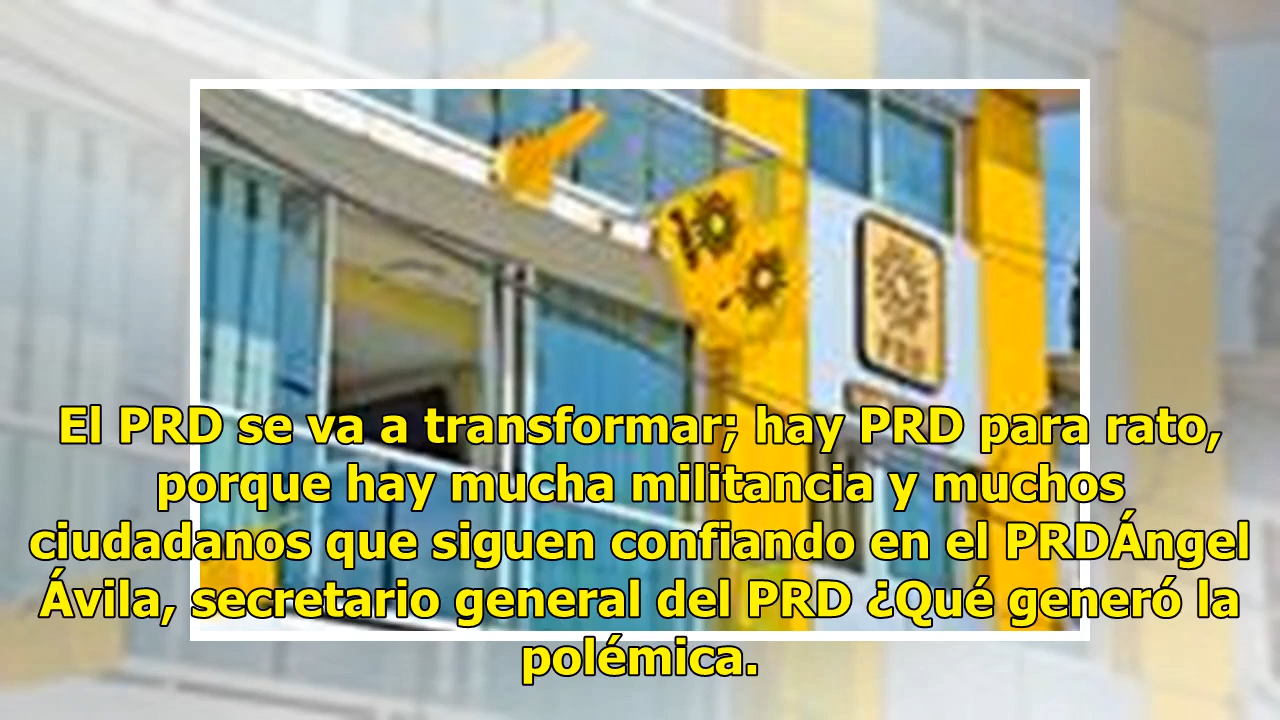 PRD
El PRD se va a transformar; hay PRD para rato,
porque hay mucha militancia y muchos
ciudadanos que siguen confiando en el PRDÁngel
Ávila, secretario general del PRD ¿Qué generó la
polémica.